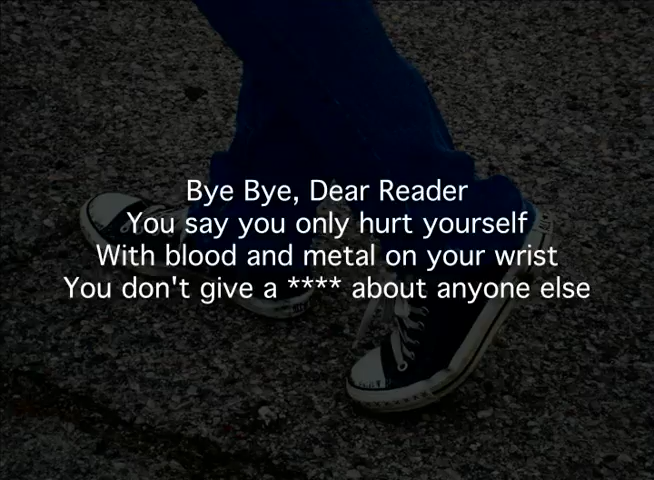 Bye Bye, Dear Reader
You say you only hurt yourself
With blood and metal on your wrist
You don't give a **** about anyone else